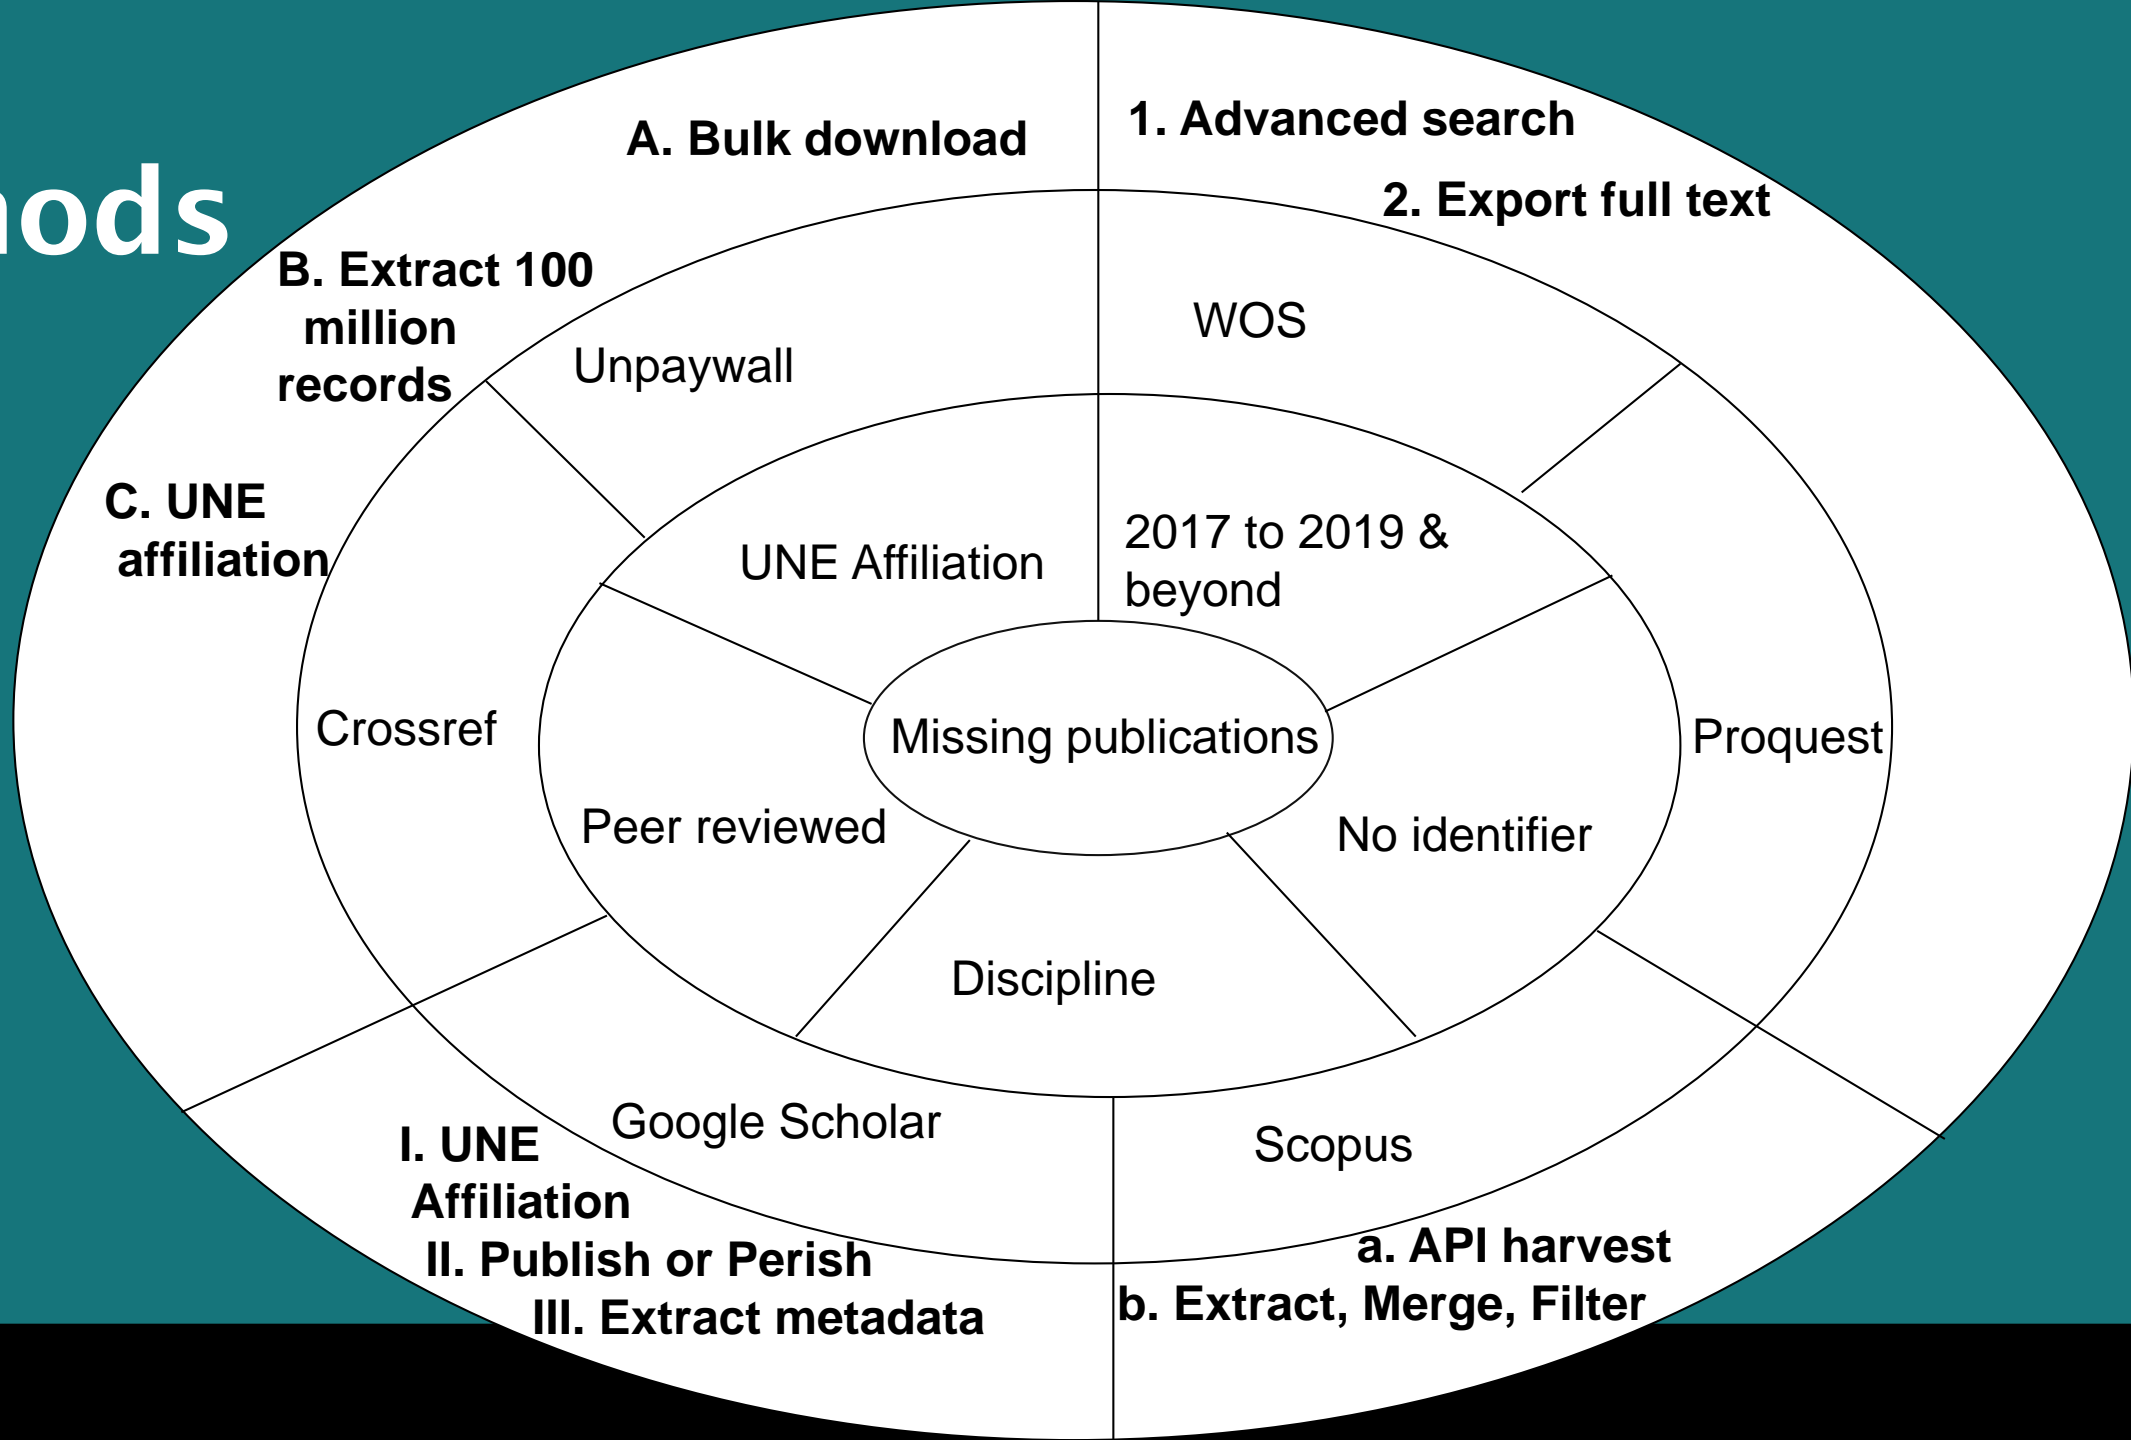 A. Bulk download
1. Advanced search
2. Export full text
B. Extract 100
million
records
Unpaywall
WOS
C. UNE
affiliation
UNE Affiliation
2017 to 2019 &
beyond
Crossref
Missing publications
Proquest
Peer reviewed
No identifier
Discipline
Google Scholar
Scopus
I. UNE
Affiliation
II. Publish or Perish
III. Extract metadata
a. API harvest
b. Extract, Merge, Filter